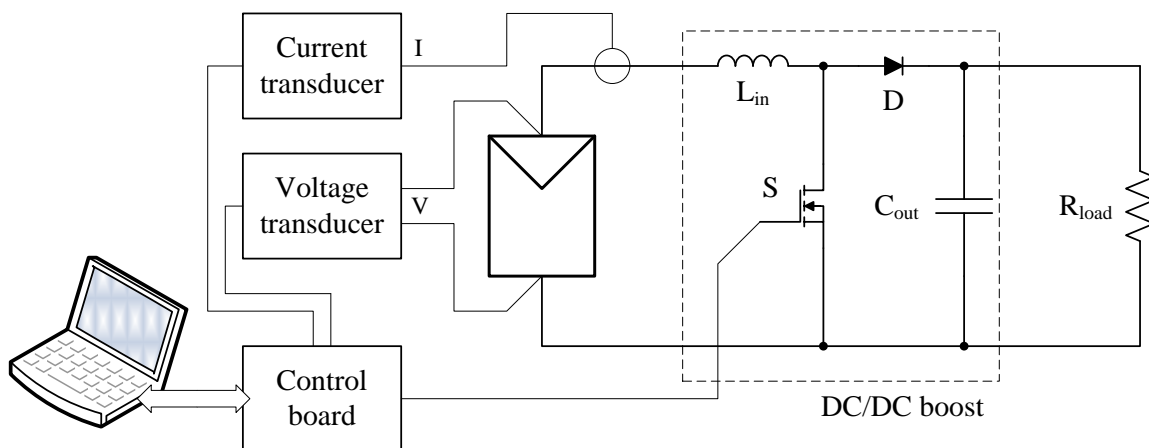 Current
transducer
I
Voltage
transducer
V
Control
board
L_in
D
S
C_out
R_load
DC/DC boost